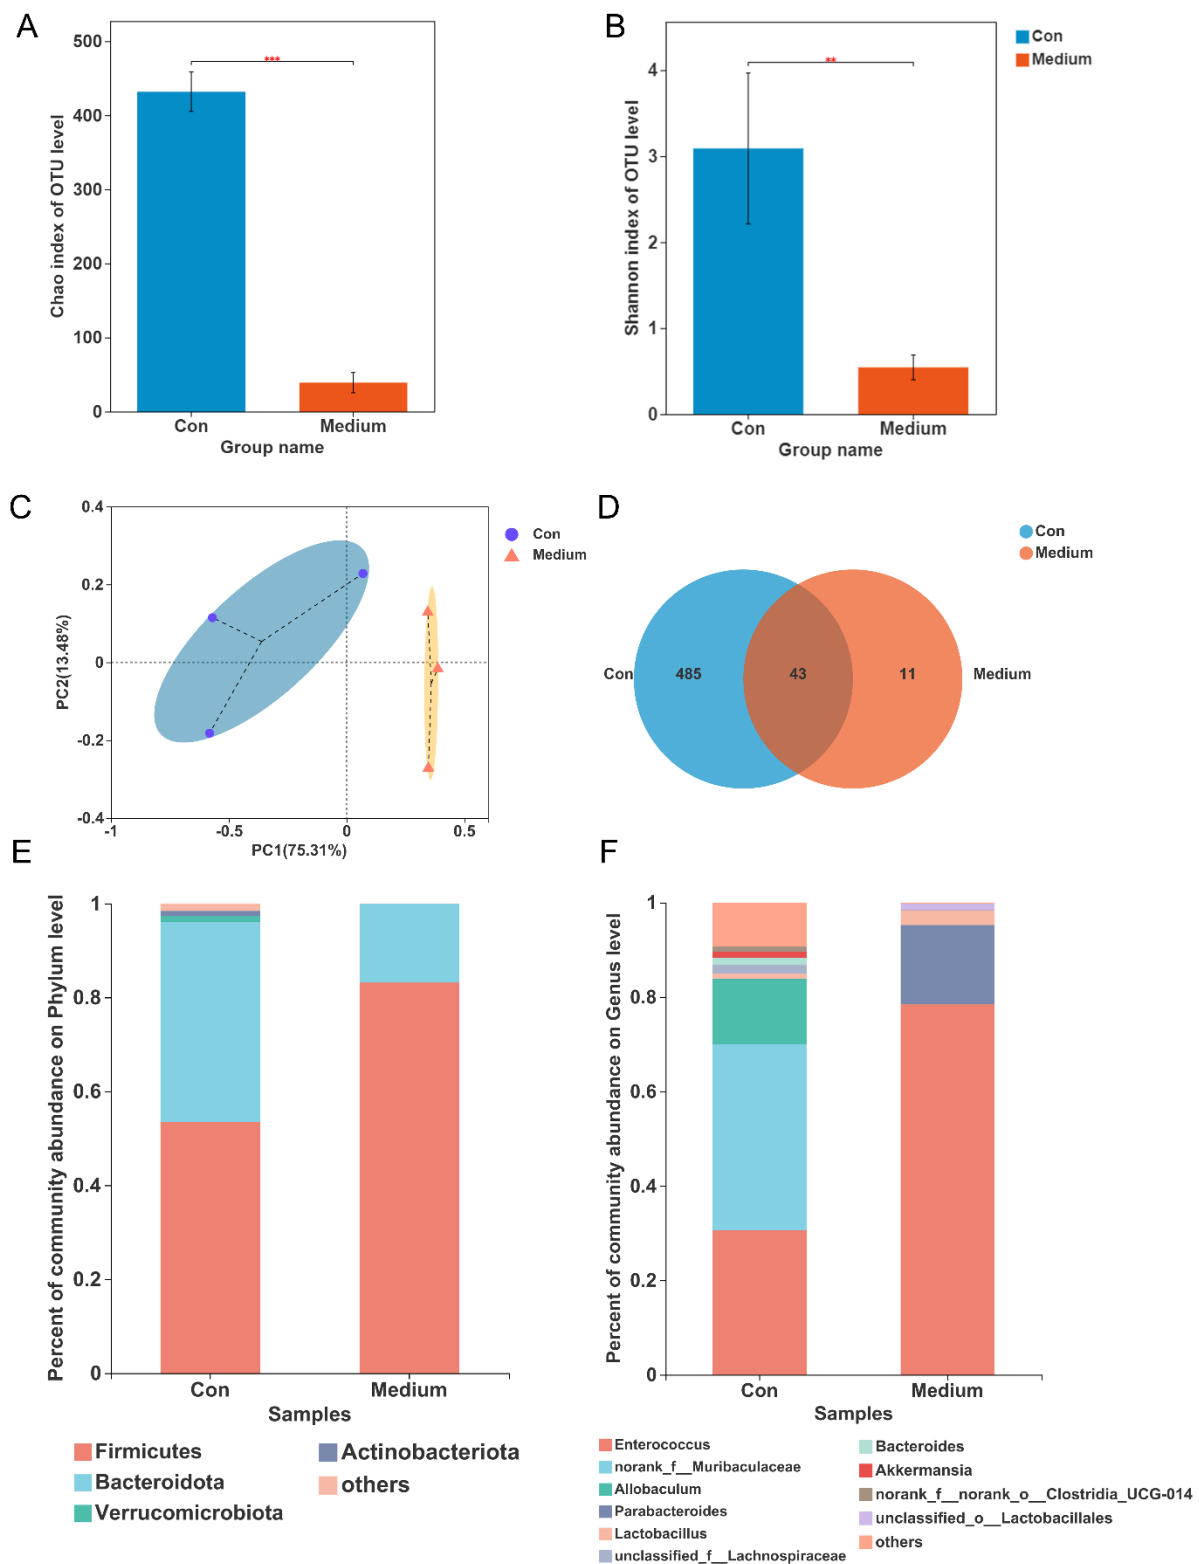 A
500
400
300
200
100
0
Chao index of OTU level
***
Con
Medium
Group name
B
4
3
2
1
0
Shannon index of OTU level
**
Con
Medium
Group name
Con
Medium
C
0.4
0.2
0
-0.2
-0.4
PC2(13.48%)
-1
-0.5
0
0.5
PC1(75.31%)
Con
Medium
D
Con
Medium
Con
485
43
11
Medium
E
1
0.8
0.6
0.4
0.2
0
Percent of community abundance on Phylum level
Con
Medium
Samples
Firmicutes
Bacteroidota
Verrucomicrobiota
Actinobacteriota
others
F
1
0.8
0.6
0.4
0.2
0
Percent of community abundance on Genus level
Con
Medium
Samples
Enterococcus
norank_f__Muribaculaceae
Allobaculum
Parabacteroides
Lactobacillus
unclassified_f__Lachnospiraceae
Bacteroides
Akkermansia
norank_f__norank_o__Clostridia_UCG-014
unclassified_o__Lactobacillales
others